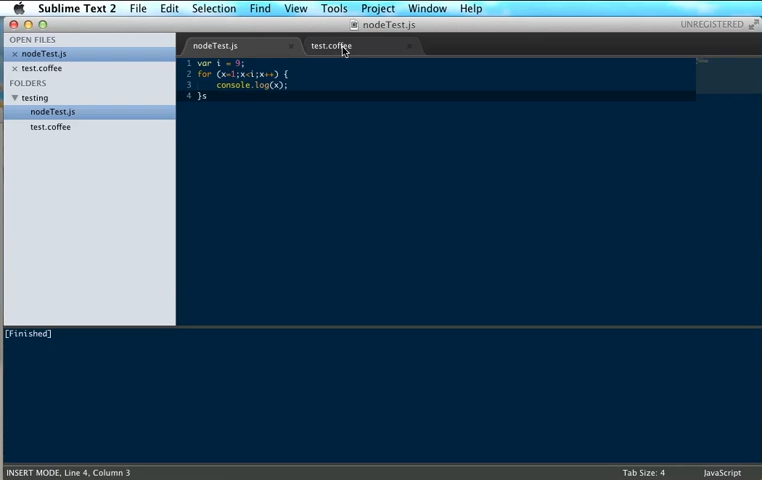 Sublime Text 2 File Edit Selection Find View Tools Project Window Help
nodeTest.js
UNREGISTERED
OPEN FILES
nodeTest.js
test.coffee
FOLDERS
testing
nodeTest.js
test.coffee
nodeTest.js test.coffee
1 var i = 9;
2 for (x=1;x<i;x++) {
3 console.log(x);
4 }s
[Finished]
INSERT MODE, Line 4, Column 3 Tab Size: 4 JavaScript